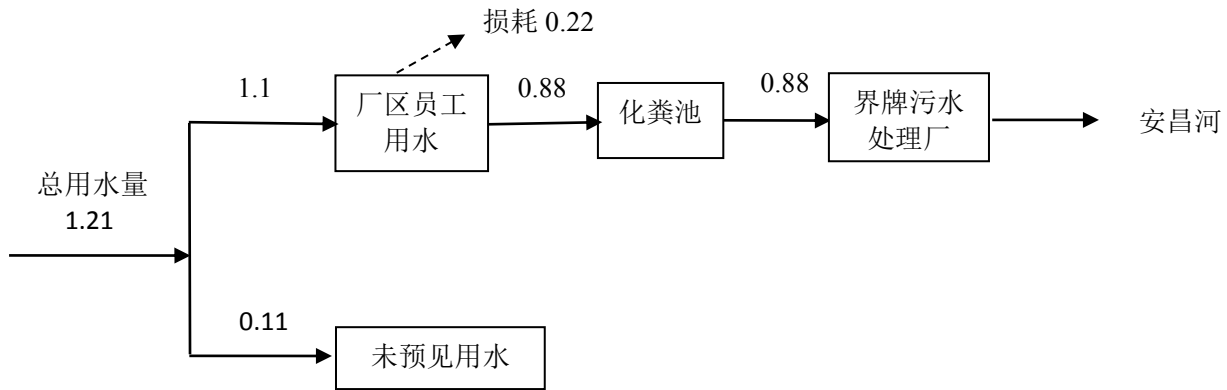 损耗 0.22
1.1
厂区员工
用水
0.88
化粪池
0.88
界牌污水
处理厂
安昌河
总用水量
1.21
0.11
未预见用水